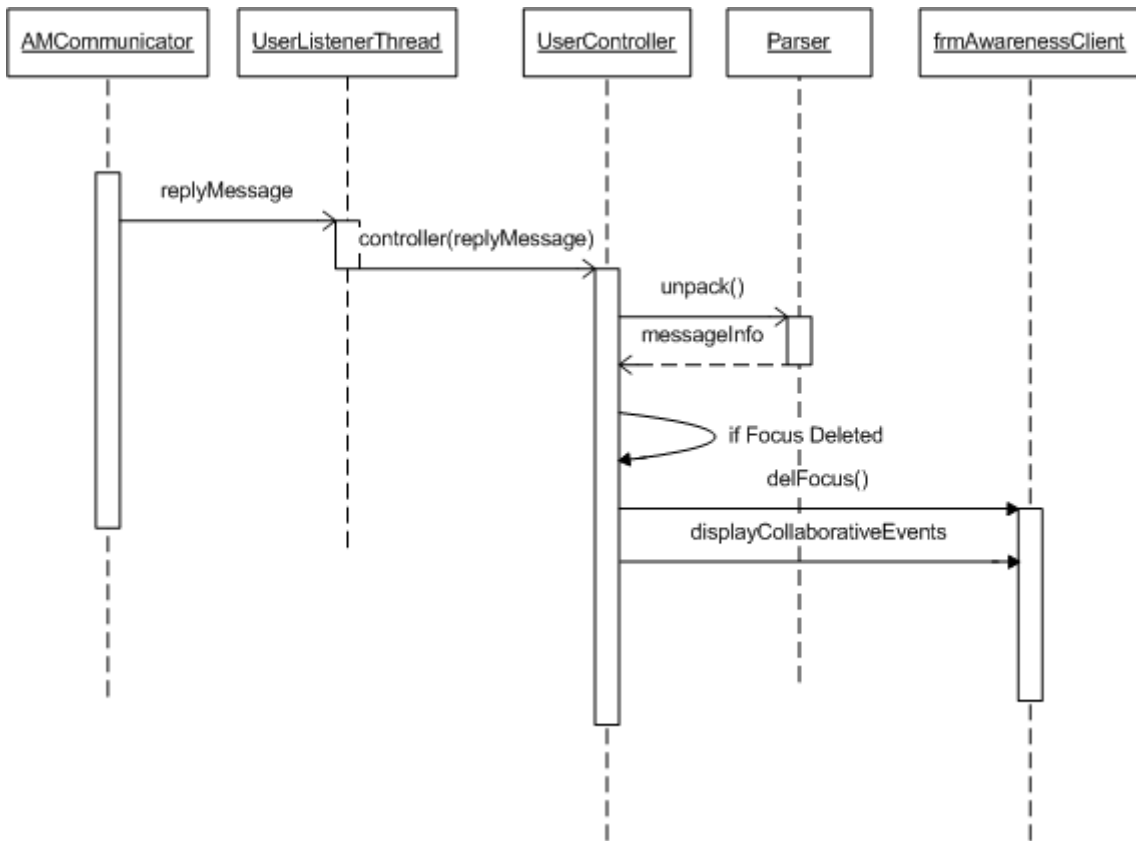 AMCommunicator
UserListenerThread
UserController
Parser
frmAwarenessClient
replyMessage
controller(replyMessage)
unpack()
messageInfo
if Focus Deleted
delFocus()
displayCollaborativeEvents